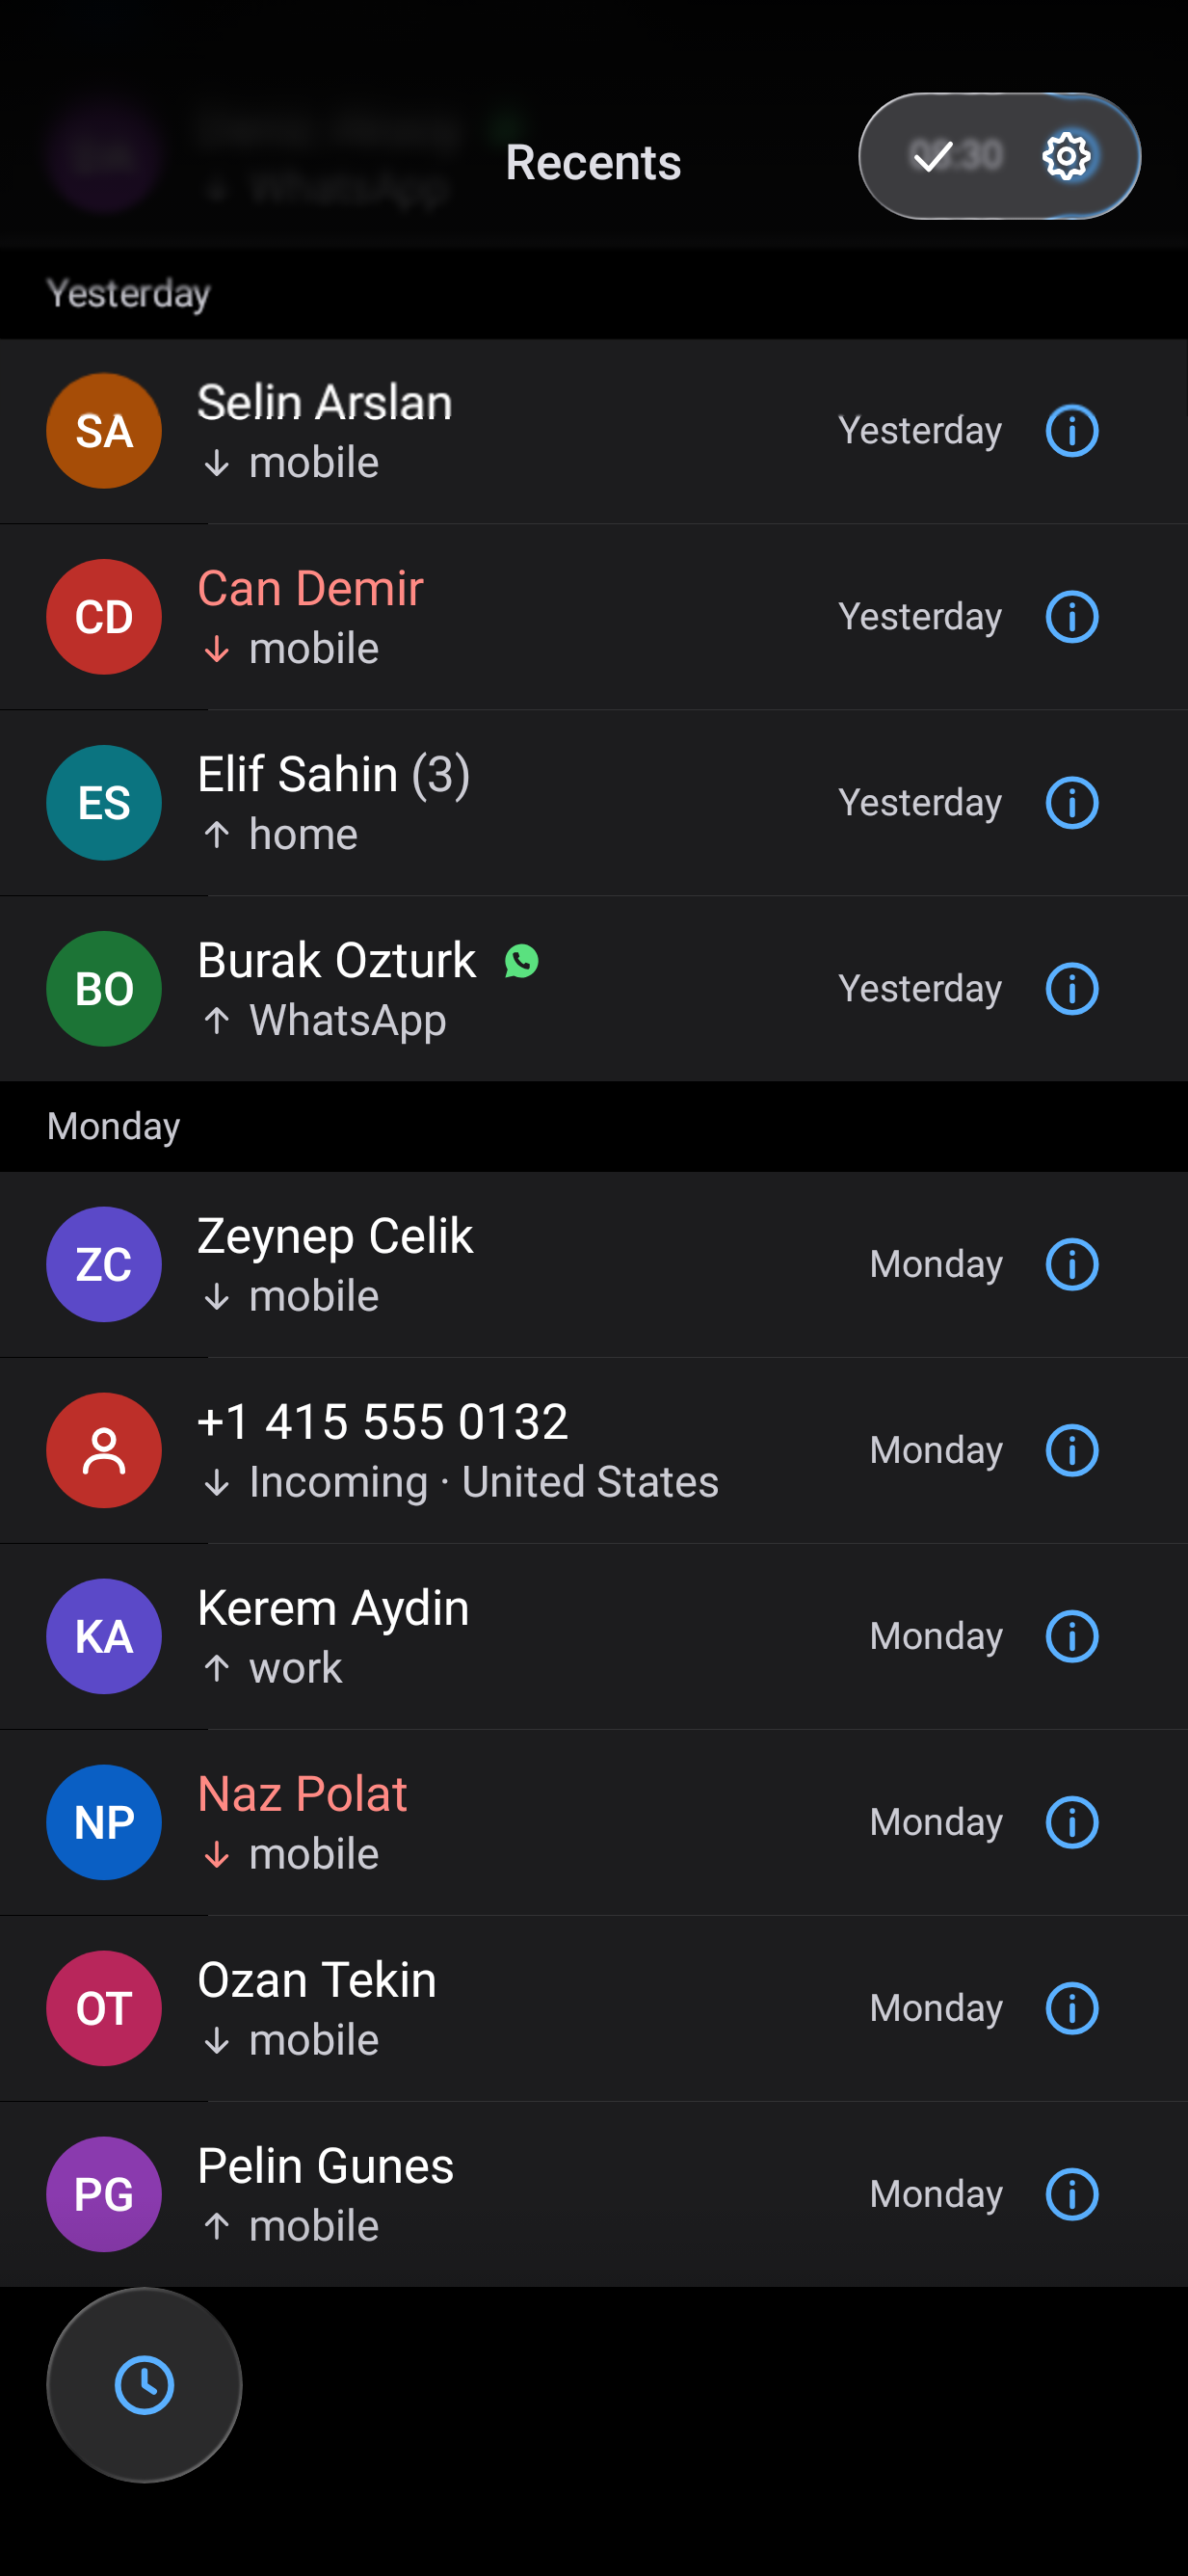 WhatsApp
Recents
Yesterday
SA
Selin Arslan
mobile
Yesterday
CD
Can Demir
mobile
Yesterday
ES
Elif Sahin (3)
home
Yesterday
BO
Burak Ozturk
WhatsApp
Yesterday
Monday
ZC
Zeynep Celik
mobile
Monday
+1 415 555 0132
Incoming · United States
Monday
KA
Kerem Aydin
work
Monday
NP
Naz Polat
mobile
Monday
OT
Ozan Tekin
mobile
Monday
PG
Pelin Gunes
mobile
Monday